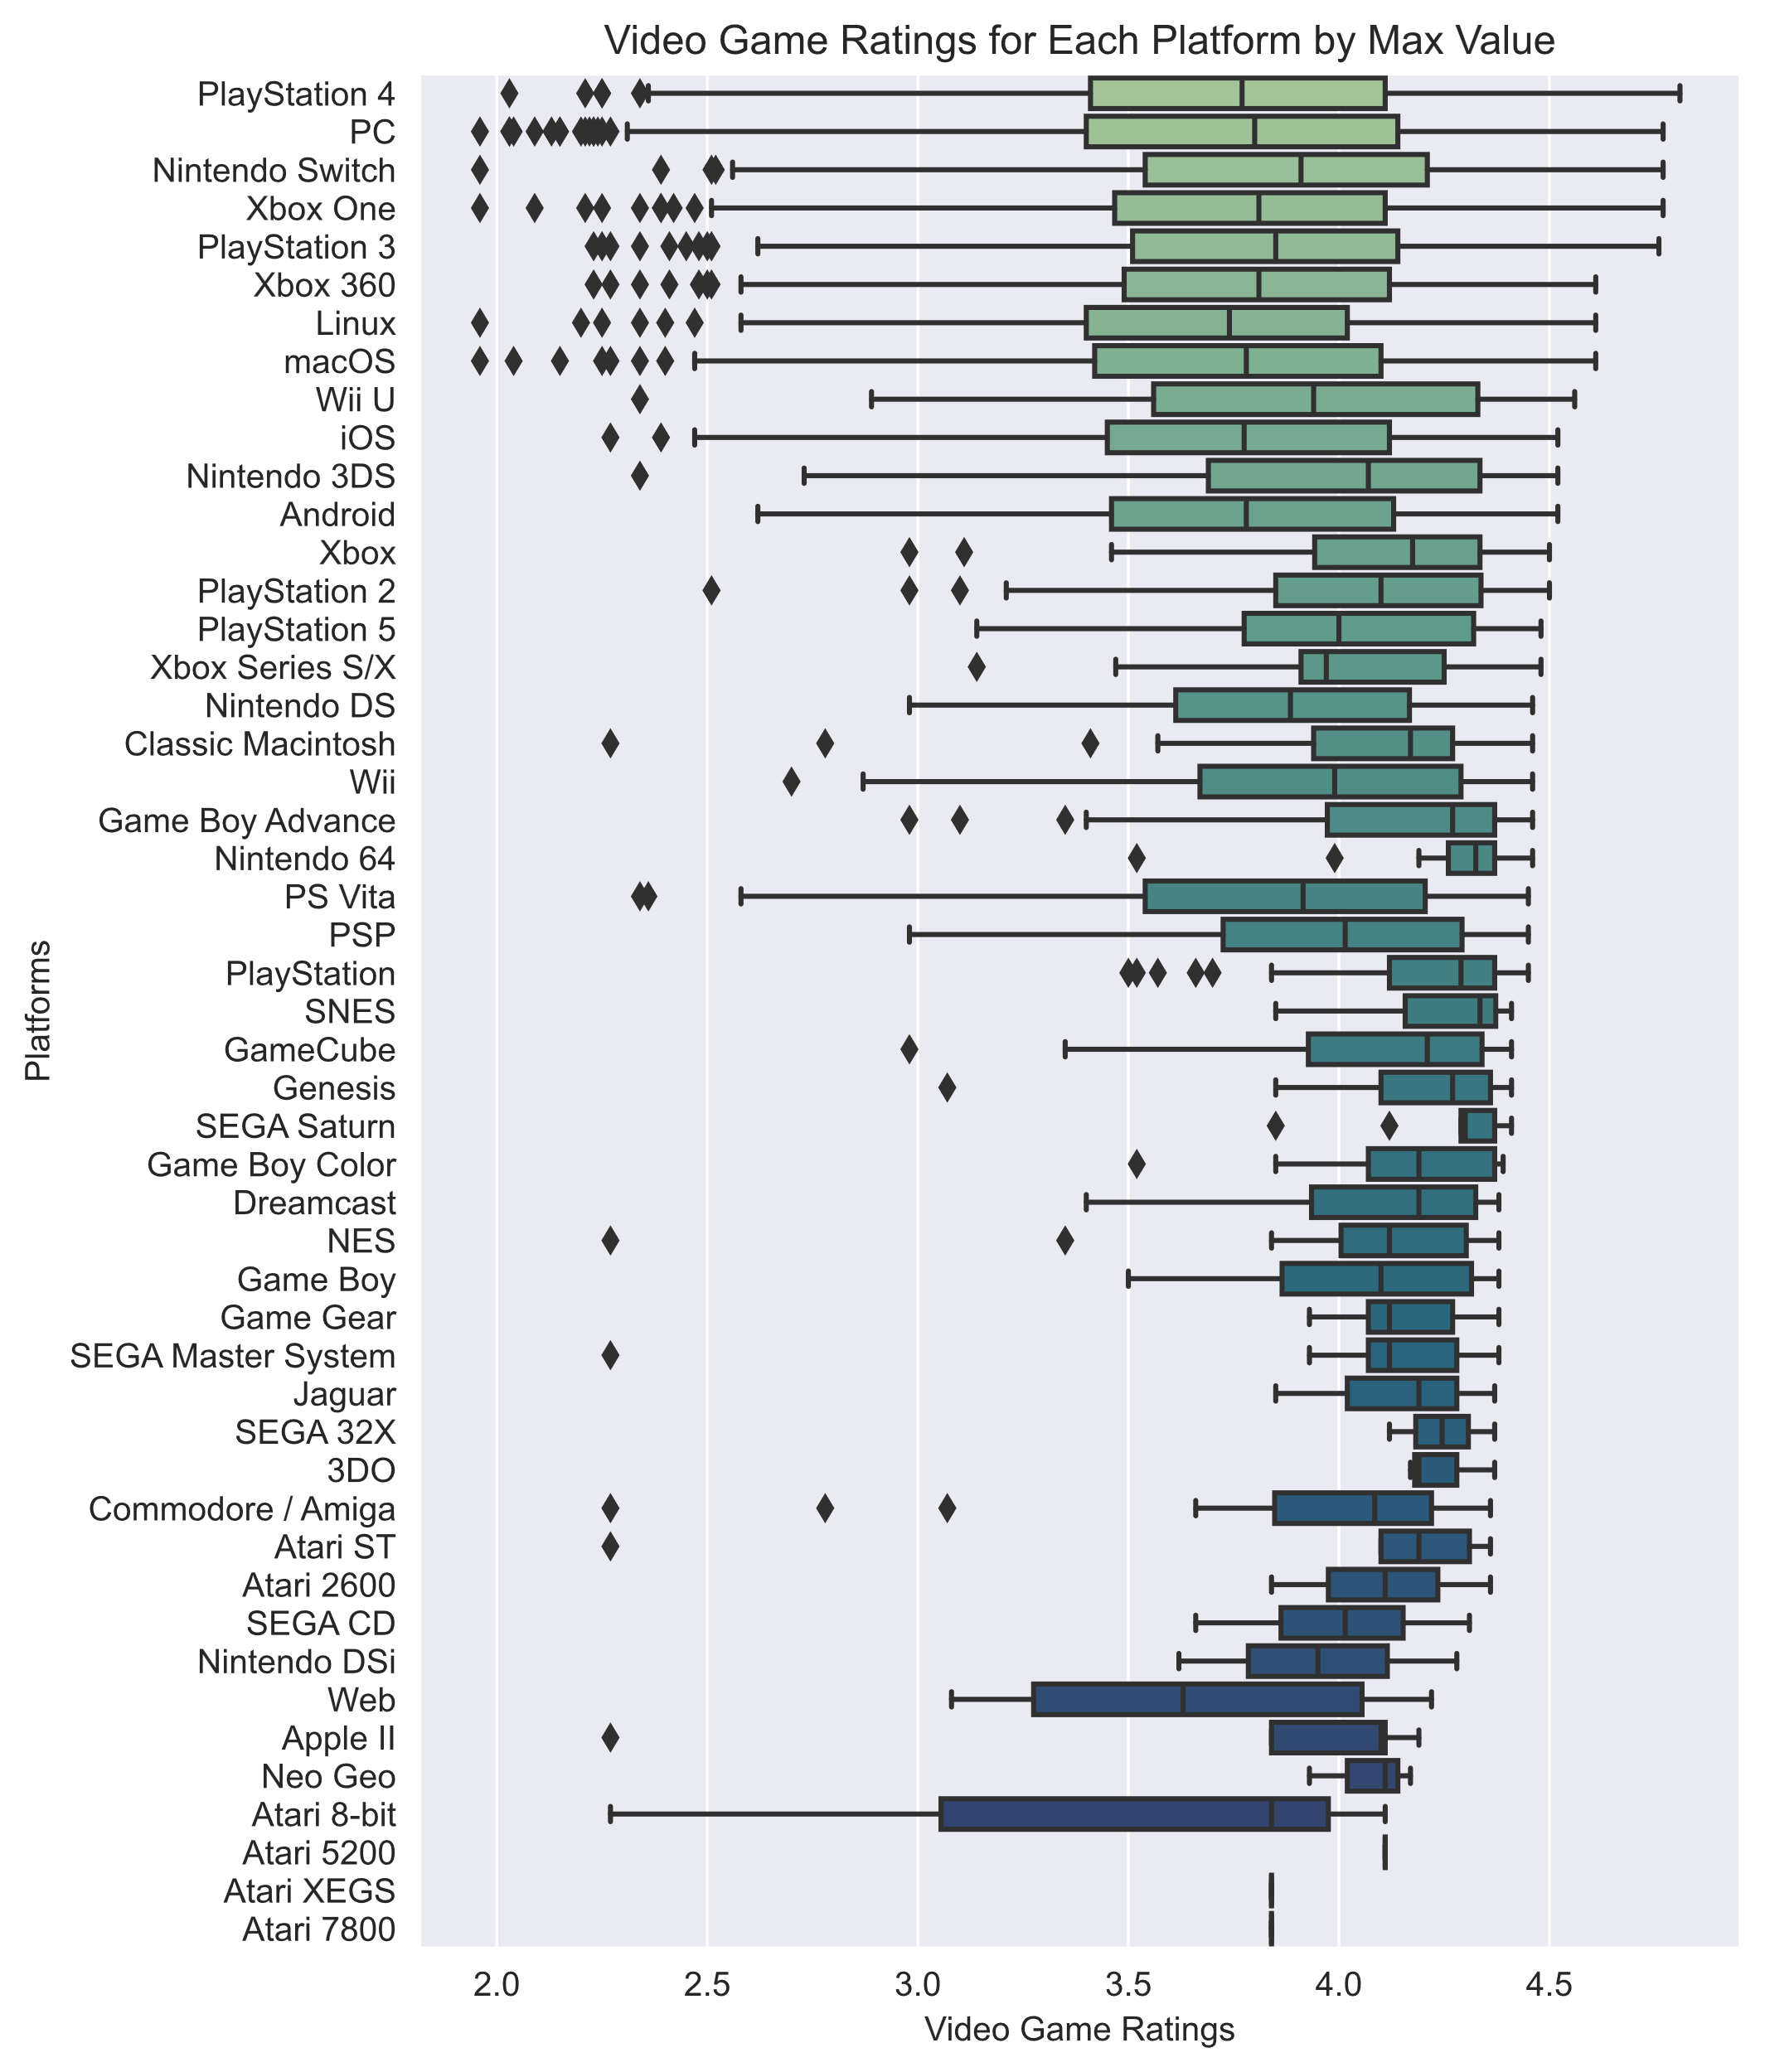 Video Game Ratings for Each Platform by Max Value
PlayStation 4
PC
Nintendo Switch
Xbox One
PlayStation 3
Xbox 360
Linux
macOS
Wii U
iOS
Nintendo 3DS
Android
Xbox
PlayStation 2
PlayStation 5
Xbox Series S/X
Nintendo DS
Classic Macintosh
Wii
Game Boy Advance
Nintendo 64
PS Vita
PSP
PlayStation
SNES
GameCube
Genesis
SEGA Saturn
Game Boy Color
Dreamcast
NES
Game Boy
Game Gear
SEGA Master System
Jaguar
SEGA 32X
3DO
Commodore / Amiga
Atari ST
Atari 2600
SEGA CD
Nintendo DSi
Web
Apple II
Neo Geo
Atari 8-bit
Atari 5200
Atari XEGS
Atari 7800
Platforms
2.0 2.5 3.0 3.5 4.0 4.5
Video Game Ratings